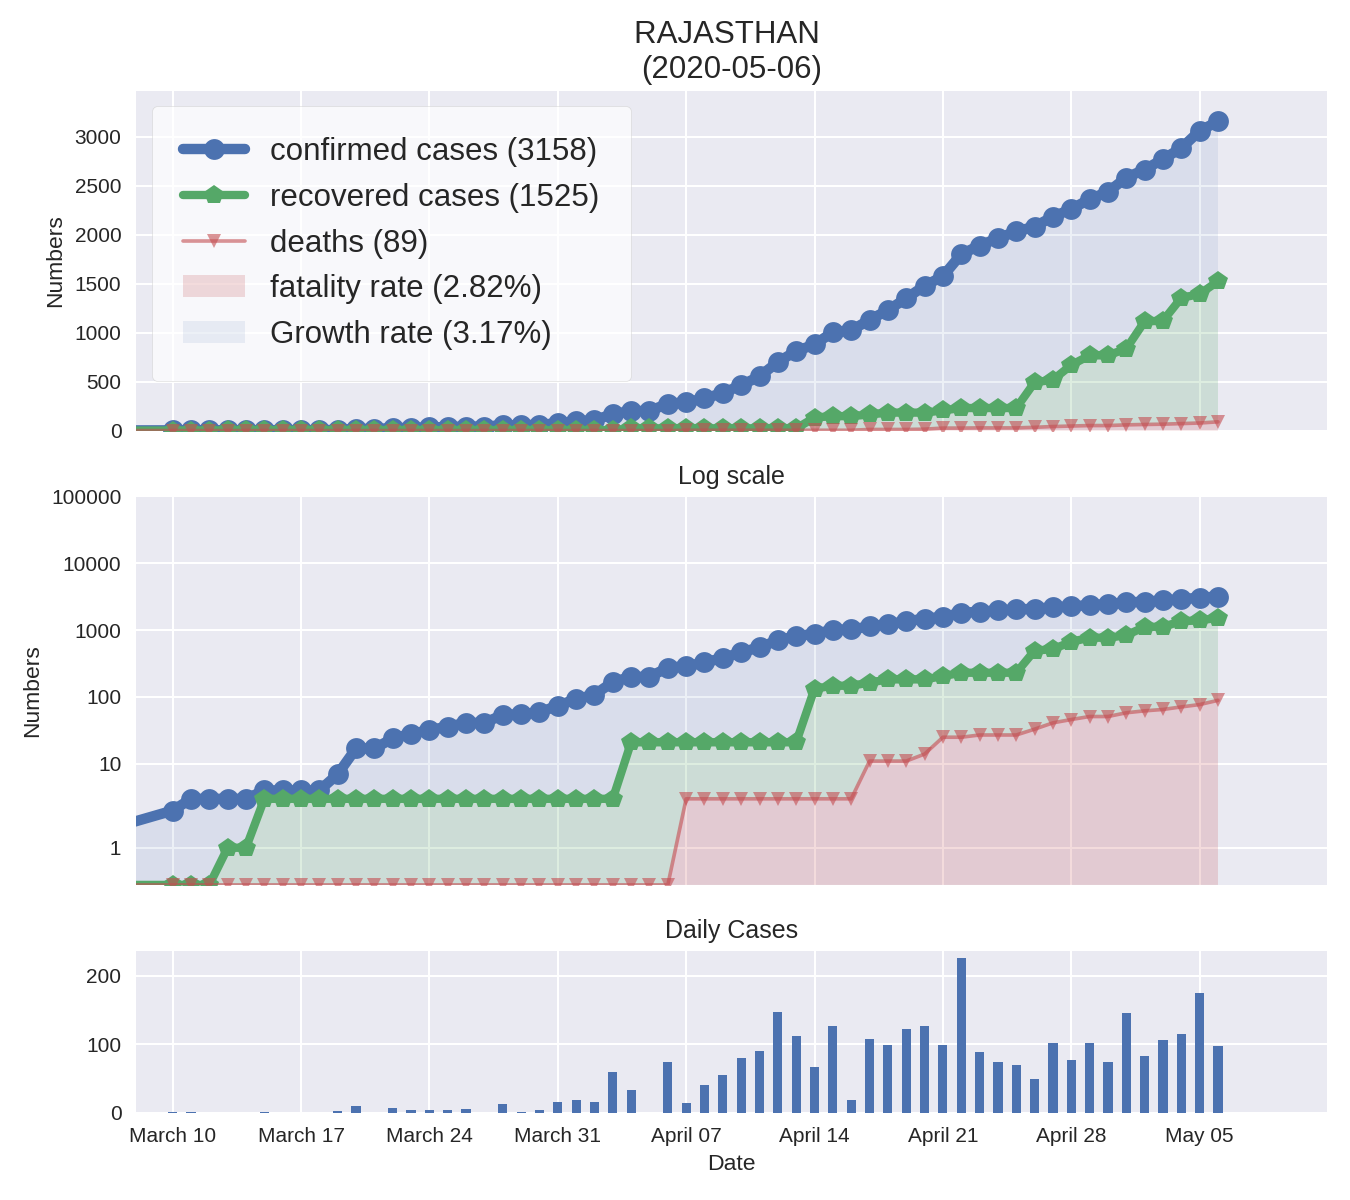 RAJASTHAN
(2020-05-06)
3000
2500
2000
1500
1000
500
0
Numbers
confirmed cases (3158)
recovered cases (1525)
deaths (89)
fatality rate (2.82%)
Growth rate (3.17%)
Log scale
100000
10000
1000
100
10
1
Numbers
Daily Cases
200
100
0
March 10 March 17 March 24 March 31 April 07 April 14 April 21 April 28 May 05
Date